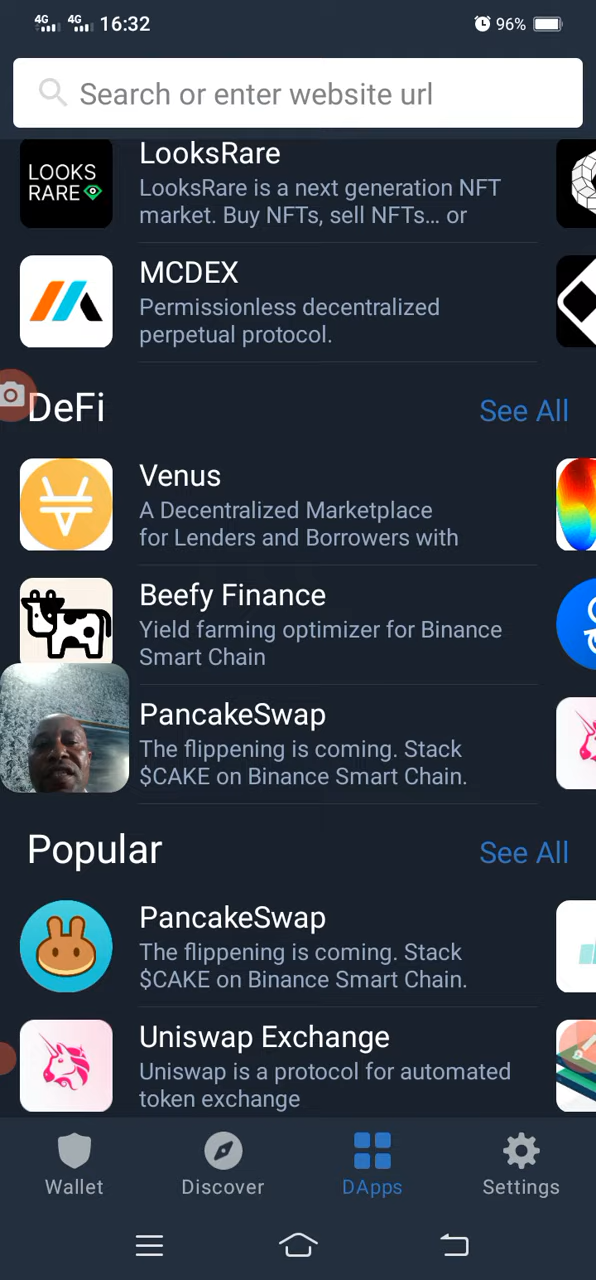 4G 4G 16:32 96%
Search or enter website url
LOOKS
RARE
LooksRare
LooksRare is a next generation NFT
market. Buy NFTs, sell NFTs... or
MCDEX
Permissionless decentralized
perpetual protocol.
DeFi See All
Venus
A Decentralized Marketplace
for Lenders and Borrowers with
Beefy Finance
Yield farming optimizer for Binance
Smart Chain
PancakeSwap
The flippening is coming. Stack
$CAKE on Binance Smart Chain.
Popular See All
PancakeSwap
The flippening is coming. Stack
$CAKE on Binance Smart Chain.
Uniswap Exchange
Uniswap is a protocol for automated
token exchange
Wallet Discover DApps Settings